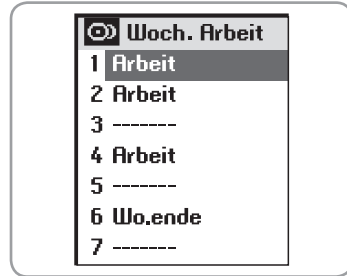 Woch. Arbeit
1 Arbeit
2 Arbeit
3 -------
4 Arbeit
5 -------
6 Wo.ende
7 -------